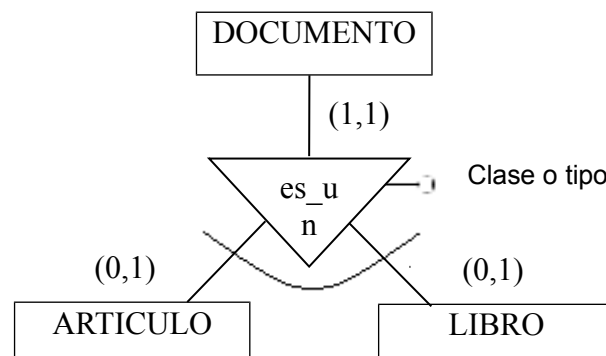 DOCUMENTO
(1,1)
es_u
n
Clase o tipo
(0,1)
(0,1)
ARTICULO
LIBRO